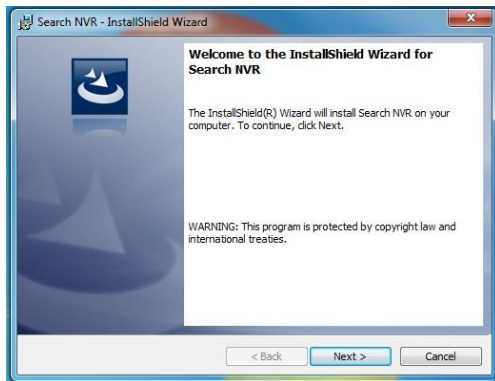 Search NVR - InstallShield Wizard
Welcome to the InstallShield Wizard for
Search NVR
The InstallShield(R) Wizard will install Search NVR on your
computer. To continue, click Next.
WARNING: This program is protected by copyright law and
international treaties.
< Back Next > Cancel